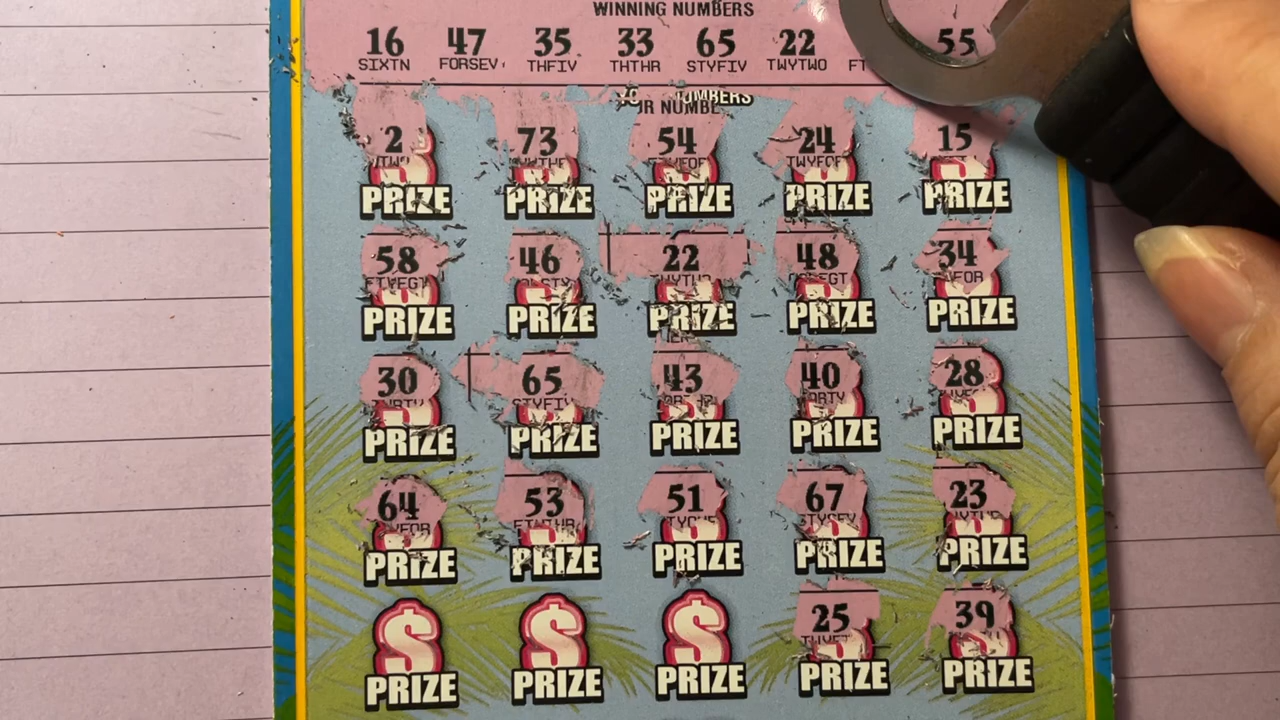 WINNING NUMBERS
16 47 35 33 65 22 55
SIXTN FORSEV THFIV THTHR STYFIV TWYTWO FT
2 73 54 24 15
PRIZE PRIZE PRIZE PRIZE PRIZE
58 46 22 48 34
PRIZE PRIZE PRIZE PRIZE PRIZE
30 65 43 40 28
STYFIV
PRIZE PRIZE PRIZE PRIZE PRIZE
64 53 51 67 23
PRIZE PRIZE PRIZE PRIZE PRIZE
$ $ $ 25 39
PRIZE PRIZE PRIZE PRIZE PRIZE